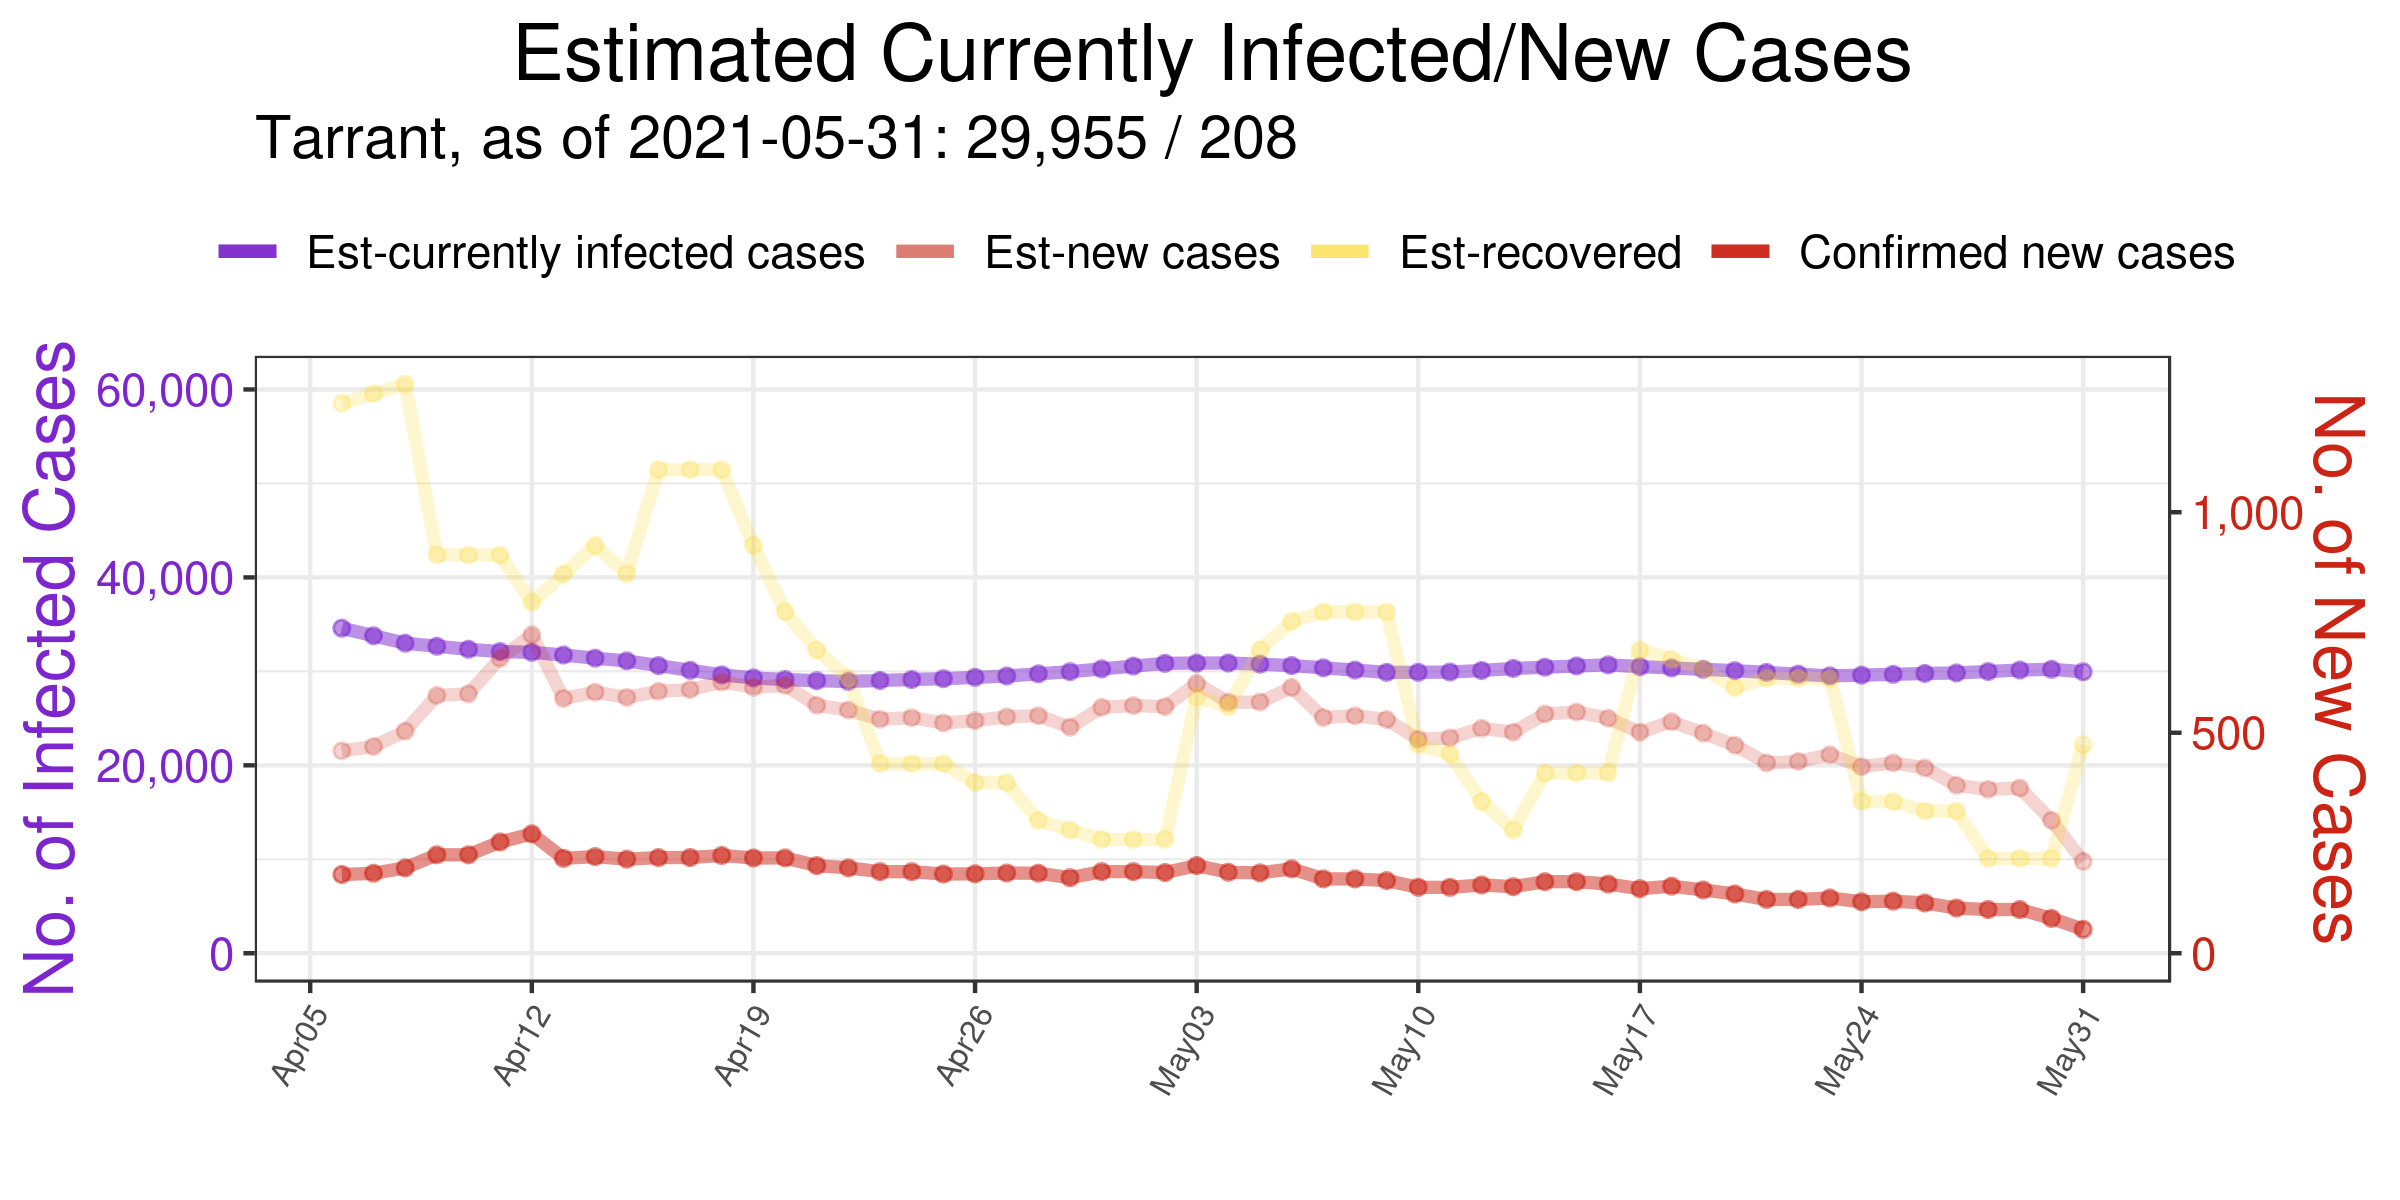 Estimated Currently Infected/New Cases
Tarrant, as of 2021-05-31: 29,955 / 208
Est-currently infected cases Est-new cases Est-recovered Confirmed new cases
No. of Infected Cases
60,000
40,000
20,000
0
1,000
500
0
No. of New Cases
Apr05 Apr12 Apr19 Apr26 May03 May10 May17 May24 May31